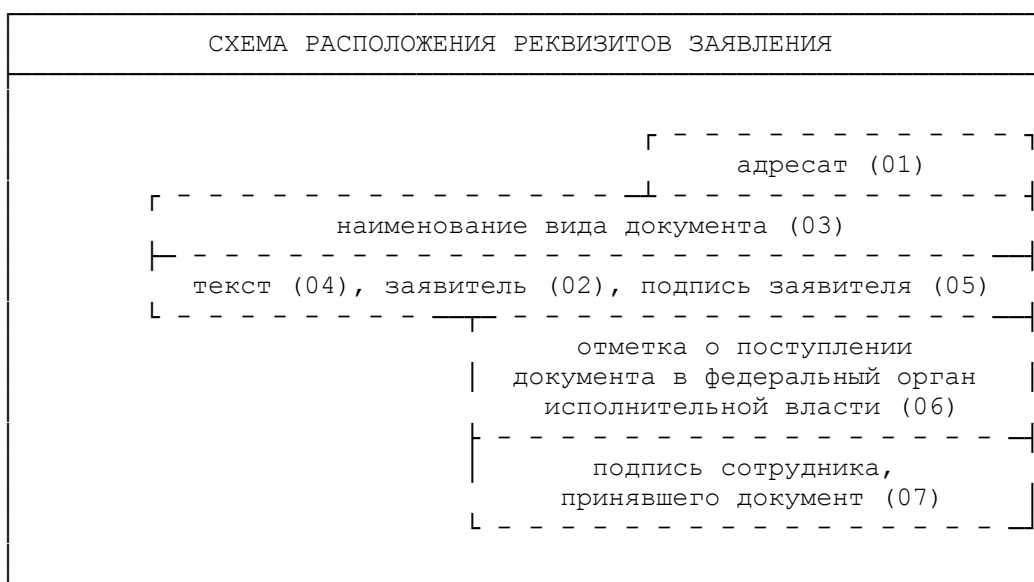 СХЕМА РАСПОЛОЖЕНИЯ РЕКВИЗИТОВ ЗАЯВЛЕНИЯ
адресат (01)
наименование вида документа (03)
текст (04), заявитель (02), подпись заявителя (05)
отметка о поступлении
документа в федеральный орган
исполнительной власти (06)
подпись сотрудника,
принявшего документ (07)